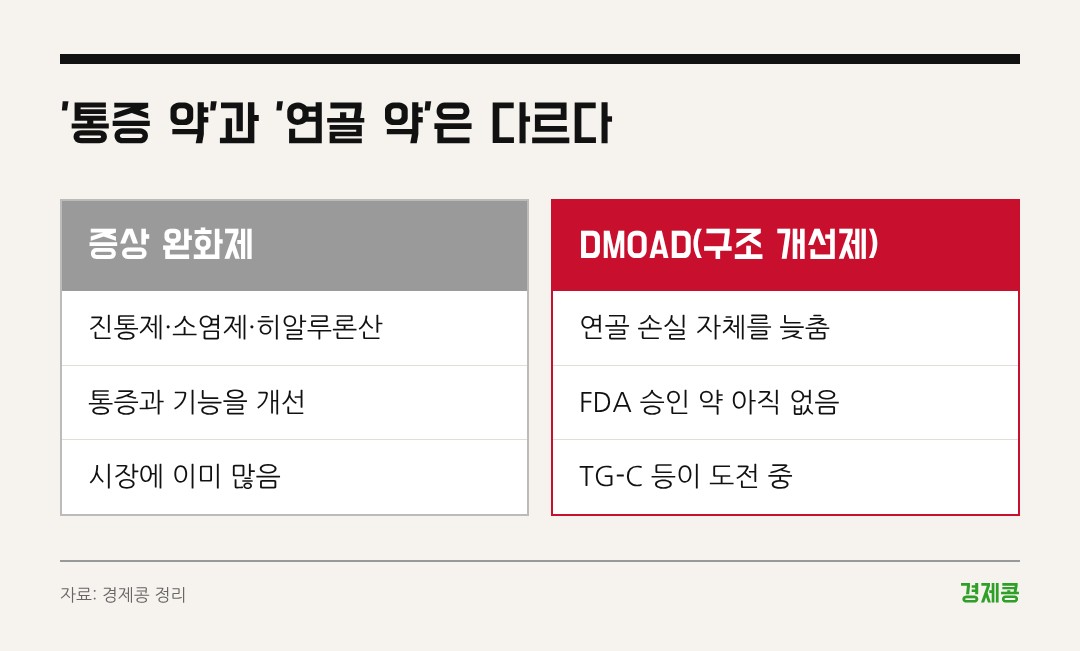 '통증 약'과 '연골 약'은 다르다
증상 완화제
진통제·소염제·히알루론산
통증과 기능을 개선
시장에 이미 많음
DMOAD(구조 개선제)
연골 손실 자체를 늦춤
FDA 승인 약 아직 없음
TG-C 등이 도전 중
자료: 경제콩 정리
경제콩